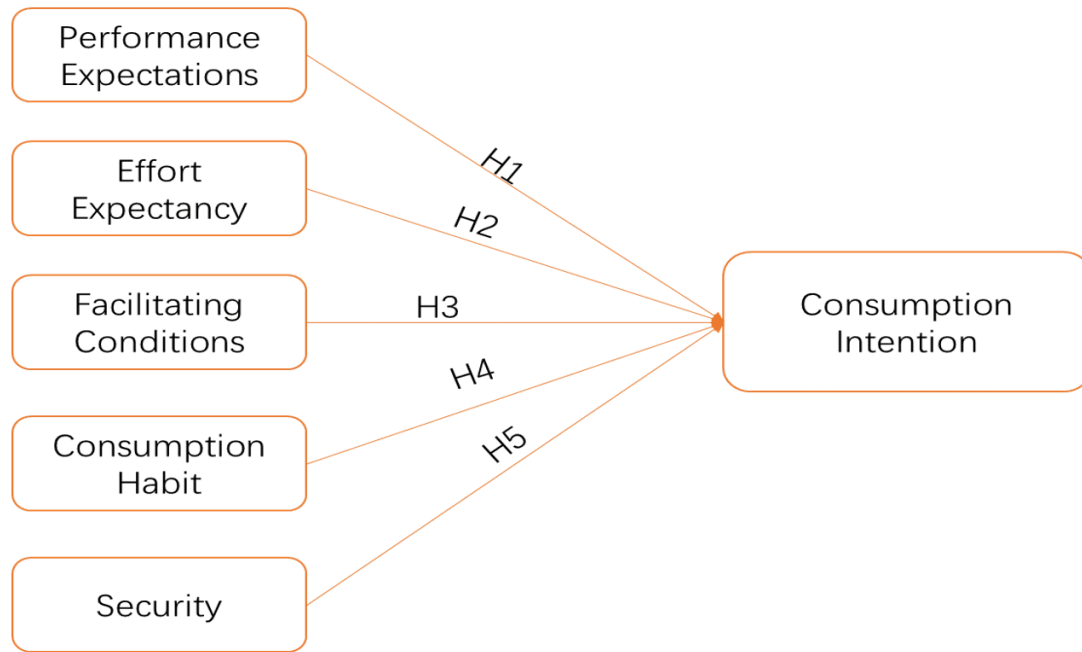 Performance
Expectations
H1
Effort
Expectancy
H2
Facilitating
Conditions
H3
Consumption
Intention
Consumption
Habit
H4
Security
H5